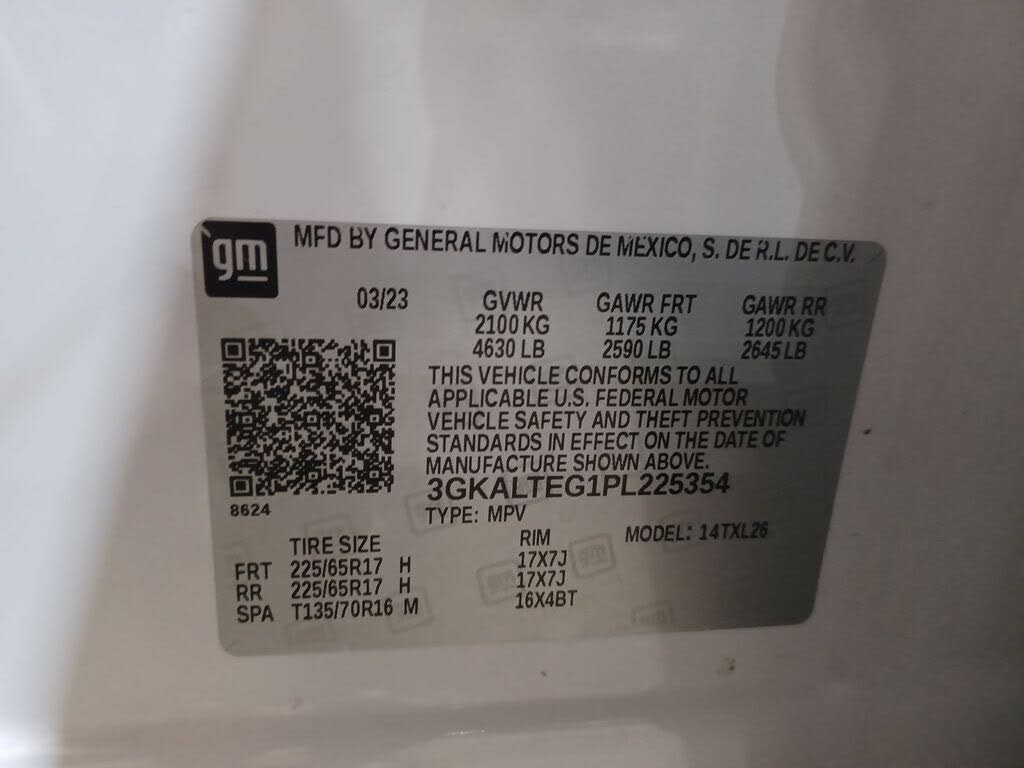 gm MFD BY GENERAL MOTORS DE MEXICO, S. DE R.L. DE C.V.
03/23 GVWR GAWR FRT GAWR RR
2100 KG 1175 KG 1200 KG
4630 LB 2590 LB 2645 LB
THIS VEHICLE CONFORMS TO ALL
APPLICABLE U.S. FEDERAL MOTOR
VEHICLE SAFETY AND THEFT PREVENTION
STANDARDS IN EFFECT ON THE DATE OF
MANUFACTURE SHOWN ABOVE.
3GKALTEG1PL225354
8624
TYPE: MPV
TIRE SIZE RIM MODEL: 14TXL26
FRT 225/65R17 H 17X7J
RR 225/65R17 H 17X7J
SPA T135/70R16 M 16X4BT